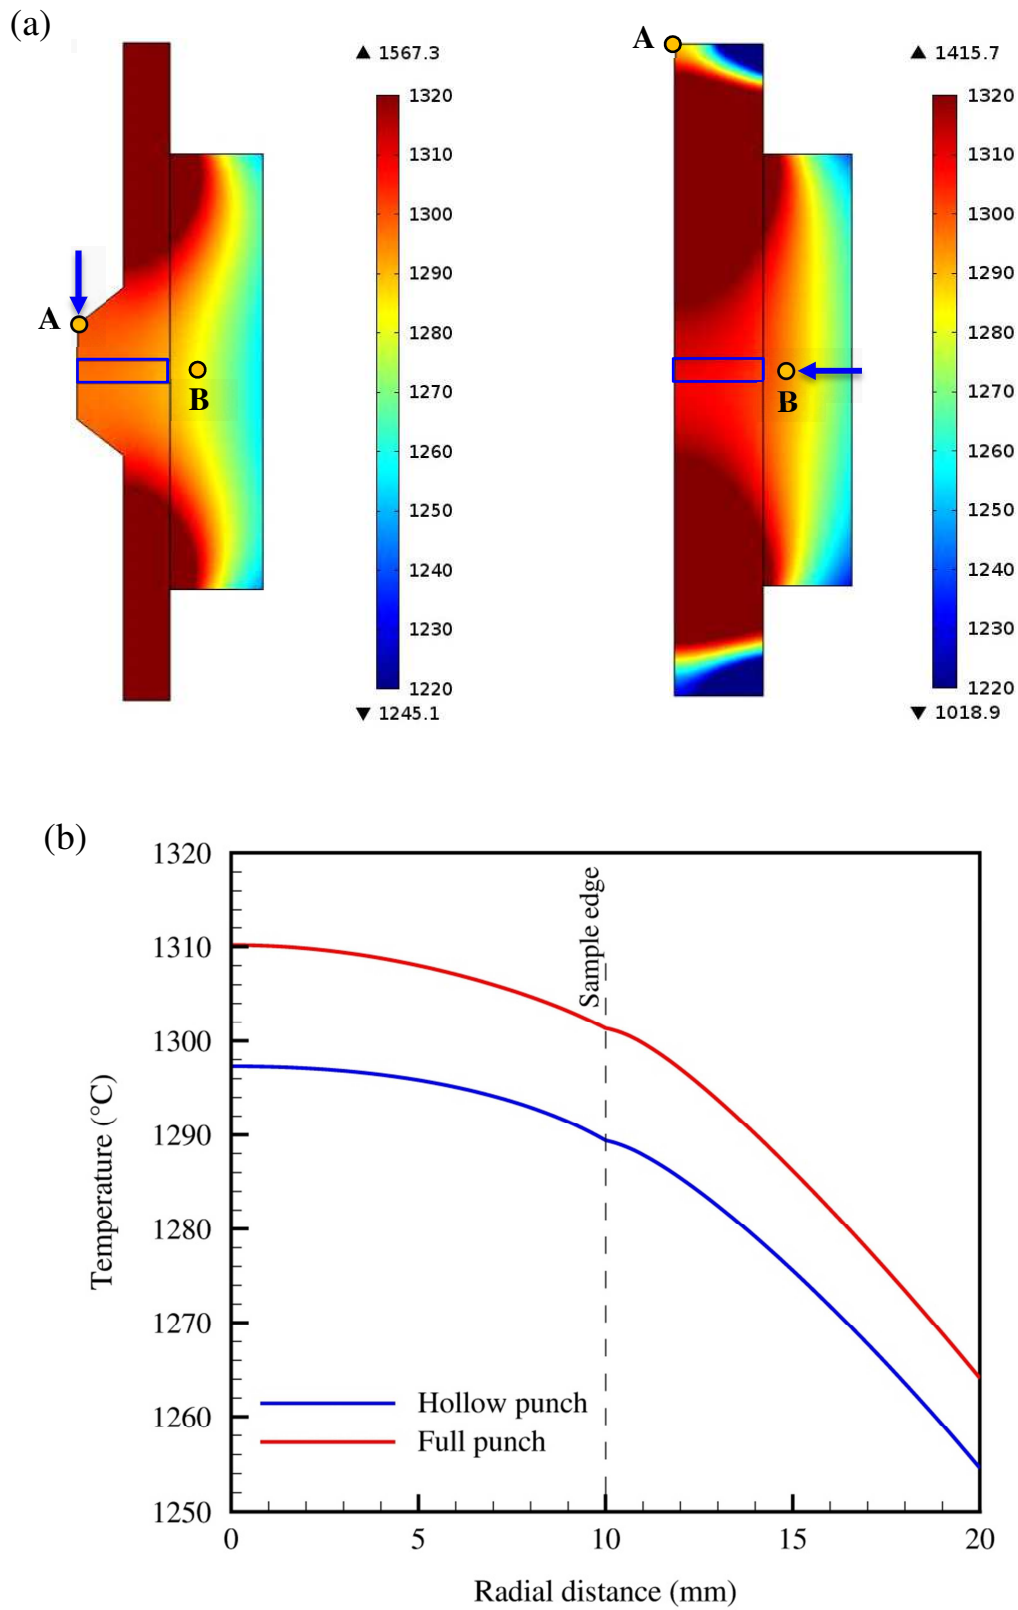 (a)
A
1567.3
1320
1310
1300
1290
1280
1270
1260
1250
1240
1230
1220
1245.1
A
B
1415.7
1320
1310
1300
1290
1280
1270
1260
1250
1240
1230
1220
1018.9
B
(b)
1320
1310
1300
1290
1280
1270
1260
1250
Temperature (°C)
Sample edge
Hollow punch
Full punch
0 5 10 15 20
Radial distance (mm)